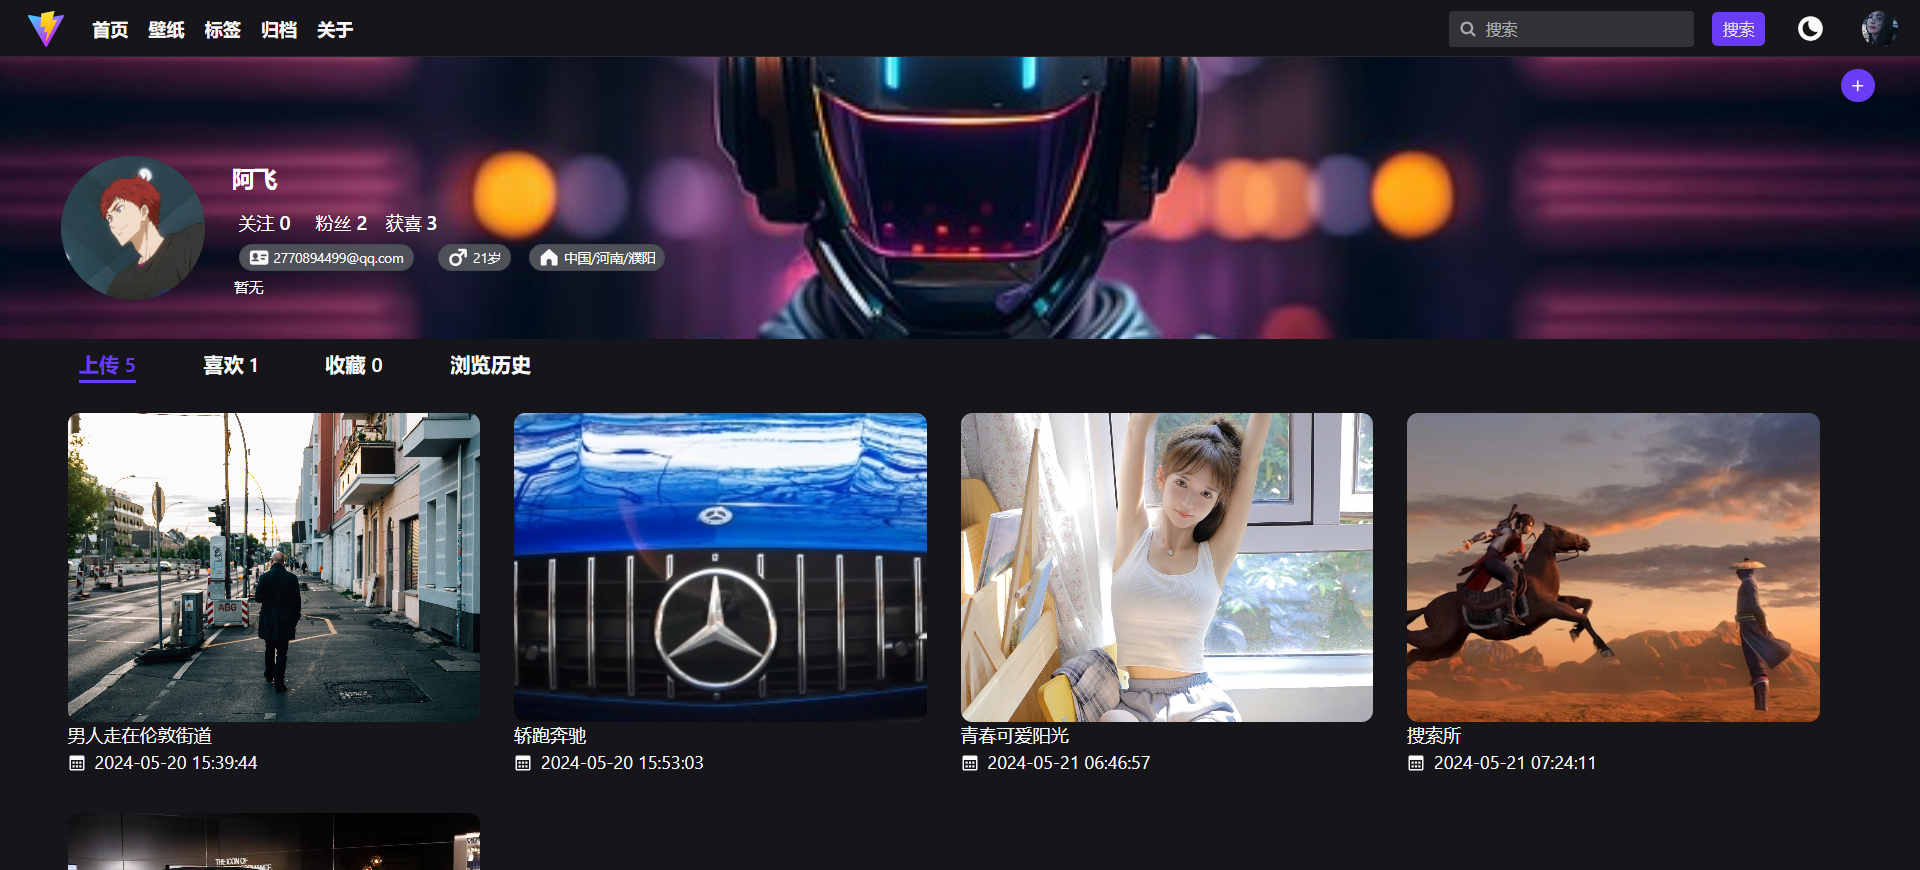 首页 壁纸 标签 归档 关于 搜索 搜索
阿飞
关注 0 粉丝 2 获喜 3
2770894499@qq.com 21岁 中国/河南/濮阳
暂无
上传 5 喜欢 1 收藏 0 浏览历史
ABG
男人走在伦敦街道
2024-05-20 15:39:44
轿跑奔驰
2024-05-20 15:53:03
青春可爱阳光
2024-05-21 06:46:57
搜索所
2024-05-21 07:24:11
THE ICON OF